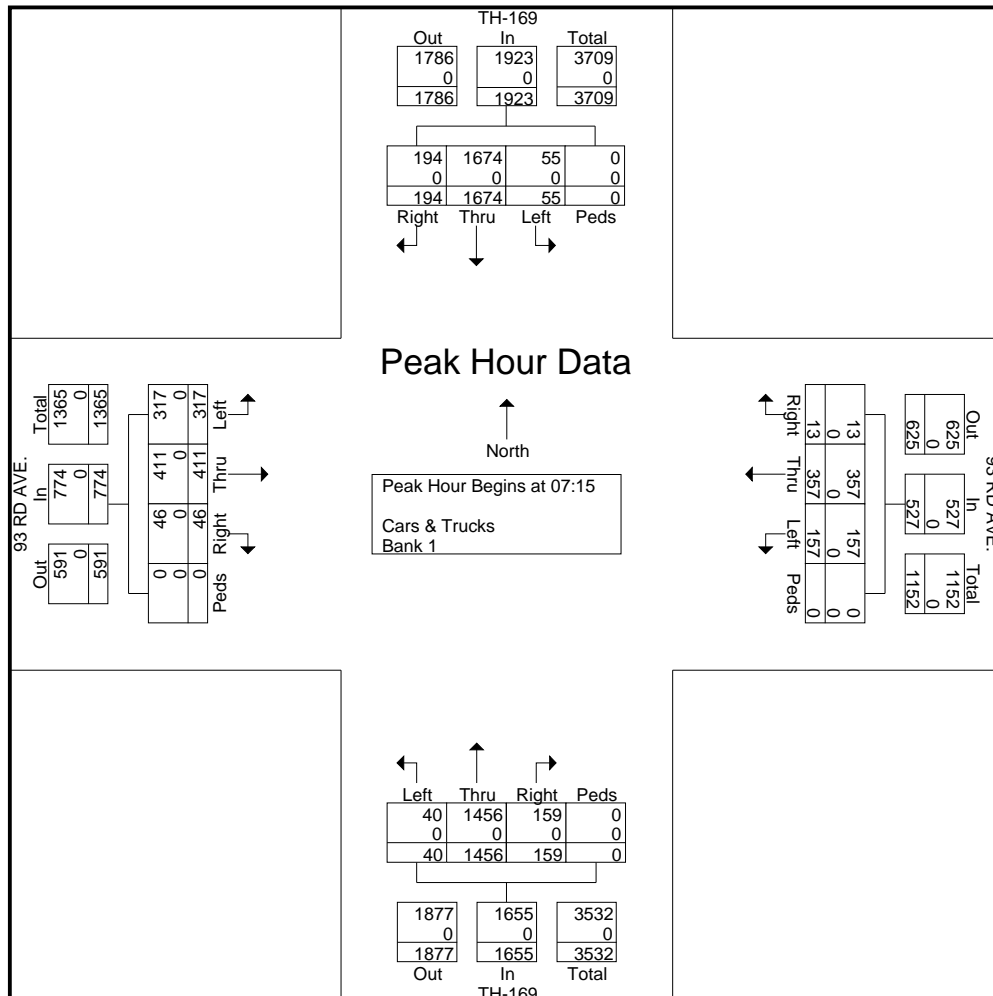 TH-169
Out In Total
1786 1923 3709
0 0 0
1786 1923 3709
194 1674 55 0
0 0 0 0
194 1674 55 0
Right Thru Left Peds
Peak Hour Data
North
Peak Hour Begins at 07:15
Cars & Trucks
Bank 1
93 RD AVE.
Out In Total
591 774 1365
0 0 0
591 774 1365
317 411 46 0
0 0 0 0
317 411 46 0
Left Thru Right Peds
93 RD AVE.
Out In Total
625 527 1152
0 0 0
625 527 1152
13 357 157 0
0 0 0 0
13 357 157 0
Right Thru Left Peds
Left Thru Right Peds
40 1456 159 0
0 0 0 0
40 1456 159 0
1877 1655 3532
0 0 0
1877 1655 3532
Out In Total
TH-169